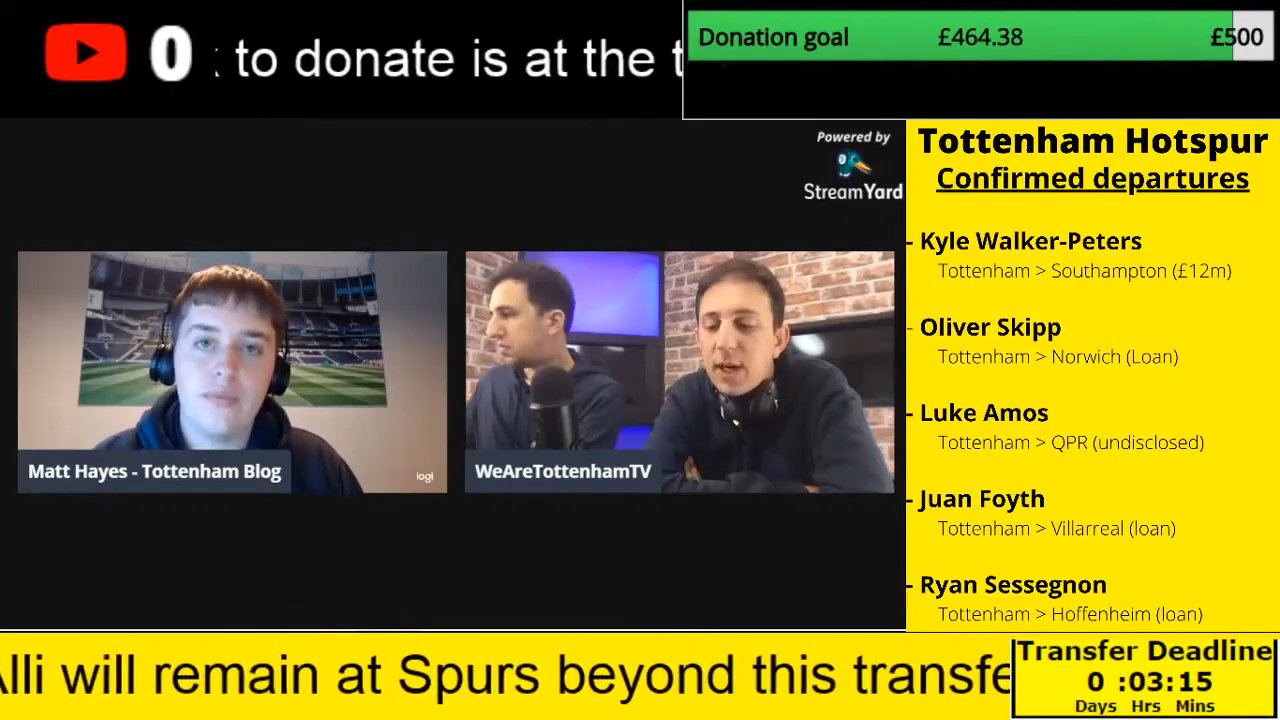 0
to donate is at the
Donation goal £464.38 £500
Powered by
StreamYard
Tottenham Hotspur
Confirmed departures
- Kyle Walker-Peters
Tottenham > Southampton (£12m)
- Oliver Skipp
Tottenham > Norwich (Loan)
- Luke Amos
Tottenham > QPR (undisclosed)
- Juan Foyth
Tottenham > Villarreal (loan)
- Ryan Sessegnon
Tottenham > Hoffenheim (loan)
Matt Hayes - Tottenham Blog
logi
WeAreTottenhamTV
Alli will remain at Spurs beyond this transfe
Transfer Deadline
0 :03:15
Days Hrs Mins